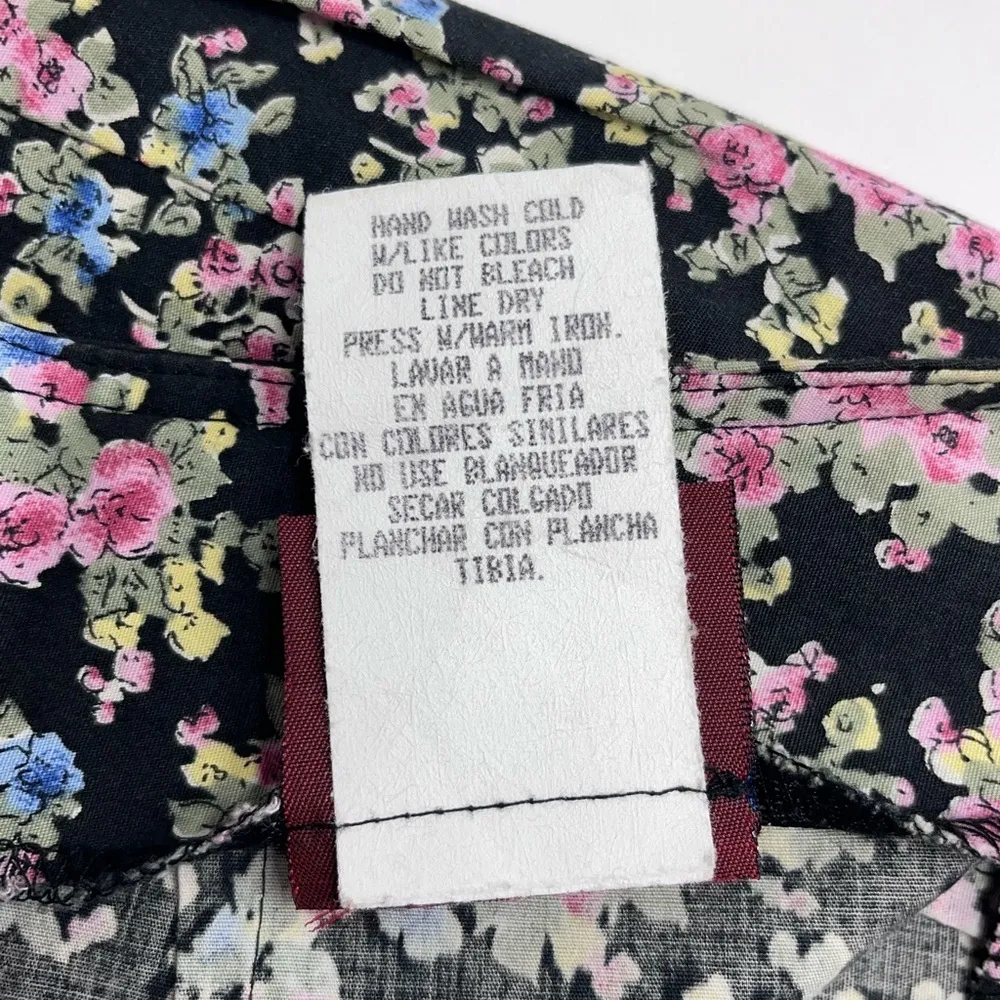 HAND WASH COLD
W/LIKE COLORS
DO NOT BLEACH
LINE DRY
PRESS W/WARM IRON.
LAVAR A MANO
EN AGUA FRIA
CON COLORES SIMILARES
NO USE BLANQUEADOR
SECAR COLGADO
PLANCHAR CON PLANCHA
TIBIA.